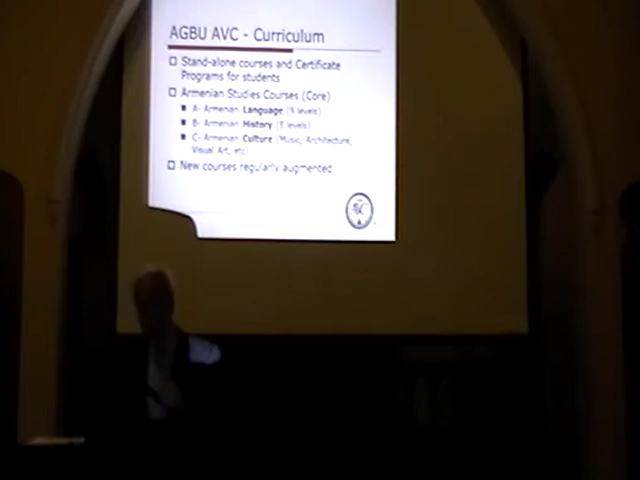 AGBU AVC - Curriculum
Stand-alone courses and Certificate
Programs for students
Armenian Studies Courses (Core)
A- Armenian Language (9 levels)
B- Armenian History (levels)
C- Armenian Culture (Music, Architecture,
Visual Art, etc)
New courses regularly augmented
AVC